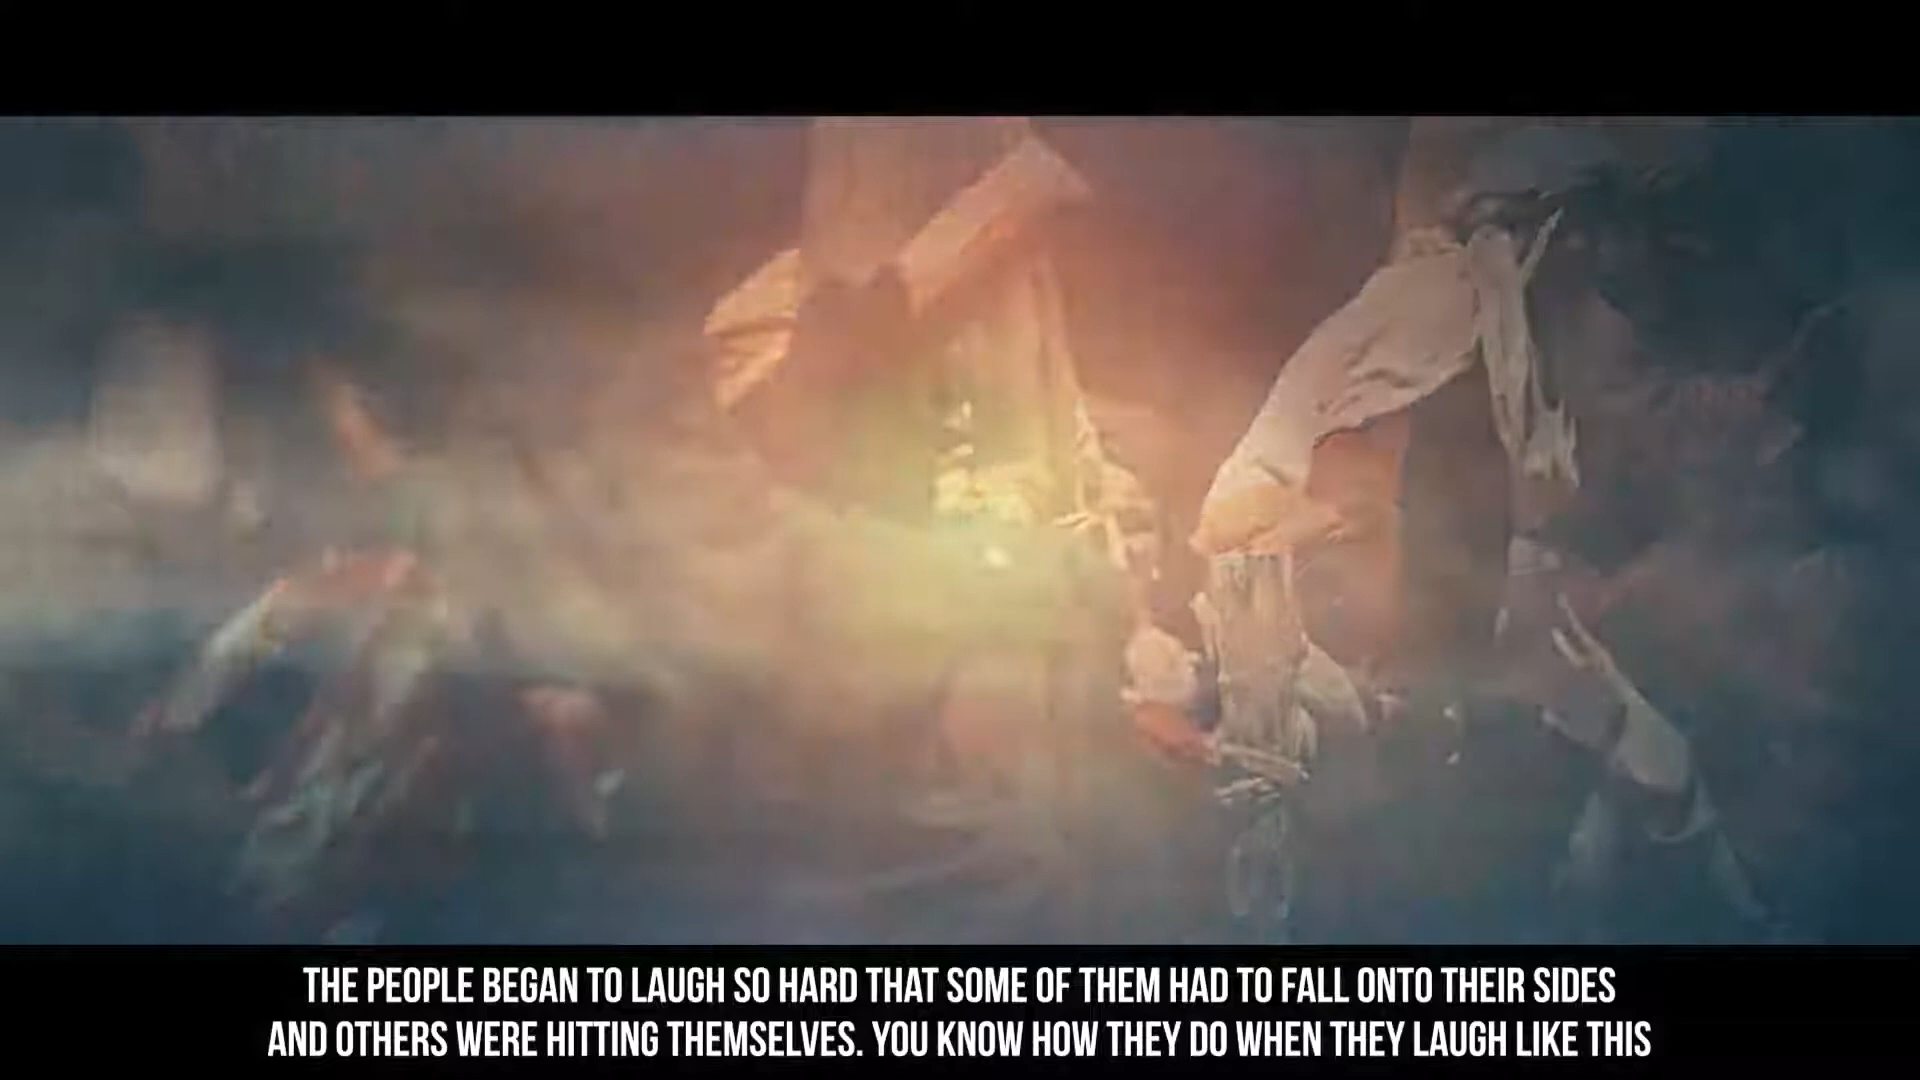 THE PEOPLE BEGAN TO LAUGH SO HARD THAT SOME OF THEM HAD TO FALL ONTO THEIR SIDES
AND OTHERS WERE HITTING THEMSELVES. YOU KNOW HOW THEY DO WHEN THEY LAUGH LIKE THIS